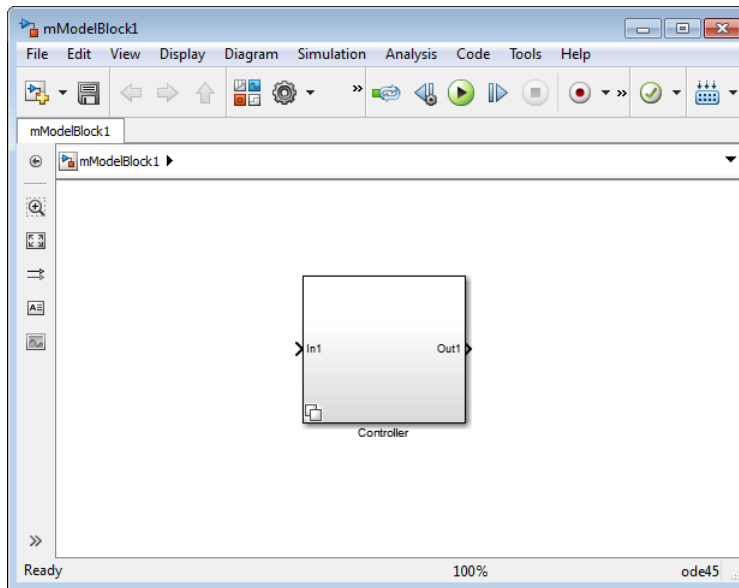 mModelBlock1
File Edit View Display Diagram Simulation Analysis Code Tools Help
mModelBlock1
mModelBlock1
In1 Out1
Controller
Ready 100% ode45